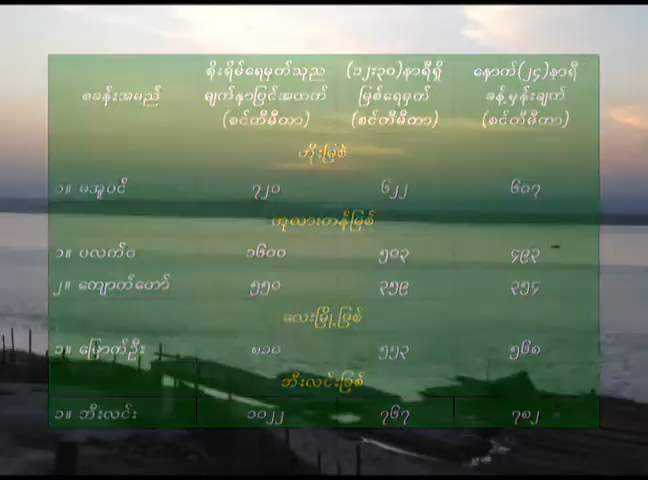 စခန်းအမည် စိုးရိမ်ရေမှတ်သုည (၁၂း၃၀)နာရီရှိ နောက်(၂၄)နာရီ
မျက်နှာပြင်အထက် မြစ်ရေမှတ် ခန့်မှန်းချက်
(စင်တီမီတာ) (စင်တီမီတာ) (စင်တီမီတာ)
ဘိုးမြစ်
၁။ မအူပင် ၇၂၀ ၆၂၂ ၆၀၇
ကုလားတန်မြစ်
၁။ ပလက်ဝ ၁၆၀၀ ၅၀၃ ၄၉၃
၂။ ကျောက်တော် ၅၅၀ ၃၅၉ ၃၅၄
လေးမြို့မြစ်
၁။ မြောက်ဦး ၈၁၀ ၅၅၃ ၅၆၈
ဘီးလင်းမြစ်
၁။ ဘီးလင်း ၁၀၂၂ ၇၆၇ ၇၈၂